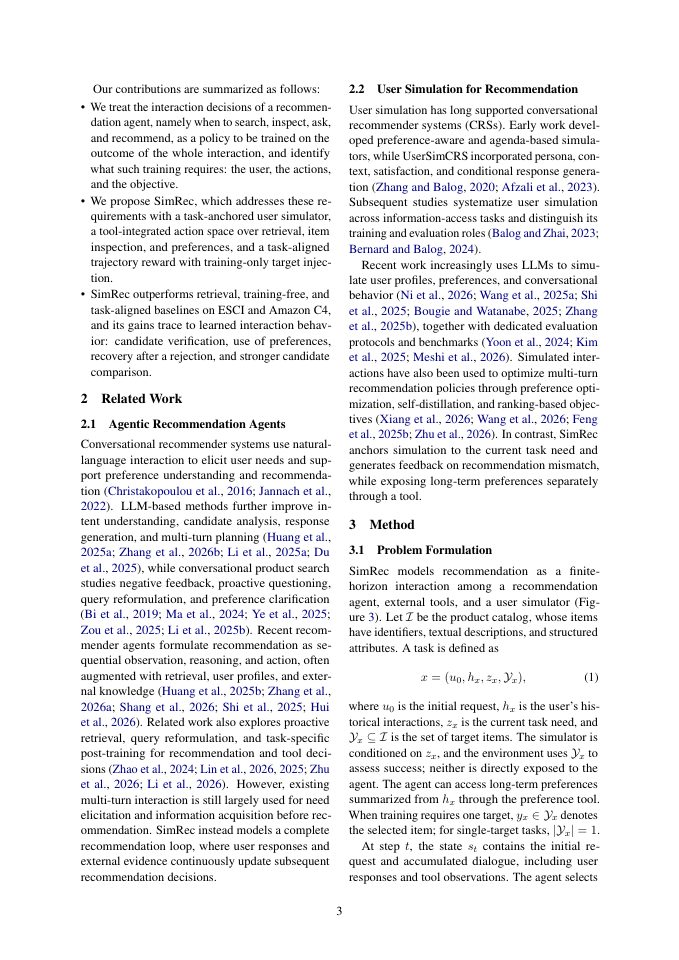 Our contributions are summarized as follows:
• We treat the interaction decisions of a recommen-
dation agent, namely when to search, inspect, ask,
and recommend, as a policy to be trained on the
outcome of the whole interaction, and identify
what such training requires: the user, the actions,
and the objective.
• We propose SimRec, which addresses these re-
quirements with a task-anchored user simulator,
a tool-integrated action space over retrieval, item
inspection, and preferences, and a task-aligned
trajectory reward with training-only target injec-
tion.
• SimRec outperforms retrieval, training-free, and
task-aligned baselines on ESCI and Amazon C4,
and its gains trace to learned interaction behav-
ior: candidate verification, use of preferences,
recovery after a rejection, and stronger candidate
comparison.
2 Related Work
2.1 Agentic Recommendation Agents
Conversational recommender systems use natural-
language interaction to elicit user needs and sup-
port preference understanding and recommenda-
tion (Christakopoulou et al., 2016; Jannach et al.,
2022). LLM-based methods further improve in-
tent understanding, candidate analysis, response
generation, and multi-turn planning (Huang et al.,
2025a; Zhang et al., 2026b; Li et al., 2025a; Du
et al., 2025), while conversational product search
studies negative feedback, proactive questioning,
query reformulation, and preference clarification
(Bi et al., 2019; Ma et al., 2024; Ye et al., 2025;
Zou et al., 2025; Li et al., 2025b). Recent recom-
mender agents formulate recommendation as se-
quential observation, reasoning, and action, often
augmented with retrieval, user profiles, and exter-
nal knowledge (Huang et al., 2025b; Zhang et al.,
2026a; Shang et al., 2026; Shi et al., 2025; Hui
et al., 2026). Related work also explores proactive
retrieval, query reformulation, and task-specific
post-training for recommendation and tool deci-
sions (Zhao et al., 2024; Lin et al., 2026, 2025; Zhu
et al., 2026; Li et al., 2026). However, existing
multi-turn interaction is still largely used for need
elicitation and information acquisition before rec-
ommendation. SimRec instead models a complete
recommendation loop, where user responses and
external evidence continuously update subsequent
recommendation decisions.
2.2 User Simulation for Recommendation
User simulation has long supported conversational
recommender systems (CRSs). Early work devel-
oped preference-aware and agenda-based simula-
tors, while UserSimCRS incorporated persona, con-
text, satisfaction, and conditional response genera-
tion (Zhang and Balog, 2020; Afzali et al., 2023).
Subsequent studies systematize user simulation
across information-access tasks and distinguish its
training and evaluation roles (Balog and Zhai, 2023;
Bernard and Balog, 2024).
Recent work increasingly uses LLMs to simu-
late user profiles, preferences, and conversational
behavior (Ni et al., 2026; Wang et al., 2025a; Shi
et al., 2025; Bougie and Watanabe, 2025; Zhang
et al., 2025b), together with dedicated evaluation
protocols and benchmarks (Yoon et al., 2024; Kim
et al., 2025; Meshi et al., 2026). Simulated inter-
actions have also been used to optimize multi-turn
recommendation policies through preference opti-
mization, self-distillation, and ranking-based objec-
tives (Xiang et al., 2026; Wang et al., 2026; Feng
et al., 2025b; Zhu et al., 2026). In contrast, SimRec
anchors simulation to the current task need and
generates feedback on recommendation mismatch,
while exposing long-term preferences separately
through a tool.
3 Method
3.1 Problem Formulation
SimRec models recommendation as a finite-
horizon interaction among a recommendation
agent, external tools, and a user simulator (Fig-
ure 3). Let 𝓘 be the product catalog, whose items
have identifiers, textual descriptions, and structured
attributes. A task is defined as
x = (u₀, hₓ, zₓ, 𝒴ₓ), (1)
where u₀ is the initial request, hₓ is the user's his-
torical interactions, zₓ is the current task need, and
𝒴ₓ ⊆ 𝓘 is the set of target items. The simulator is
conditioned on zₓ, and the environment uses 𝒴ₓ to
assess success; neither is directly exposed to the
agent. The agent can access long-term preferences
summarized from hₓ through the preference tool.
When training requires one target, yₓ ∈ 𝒴ₓ denotes
the selected item; for single-target tasks, |𝒴ₓ| = 1.
At step t, the state sₜ contains the initial re-
quest and accumulated dialogue, including user
responses and tool observations. The agent selects
3